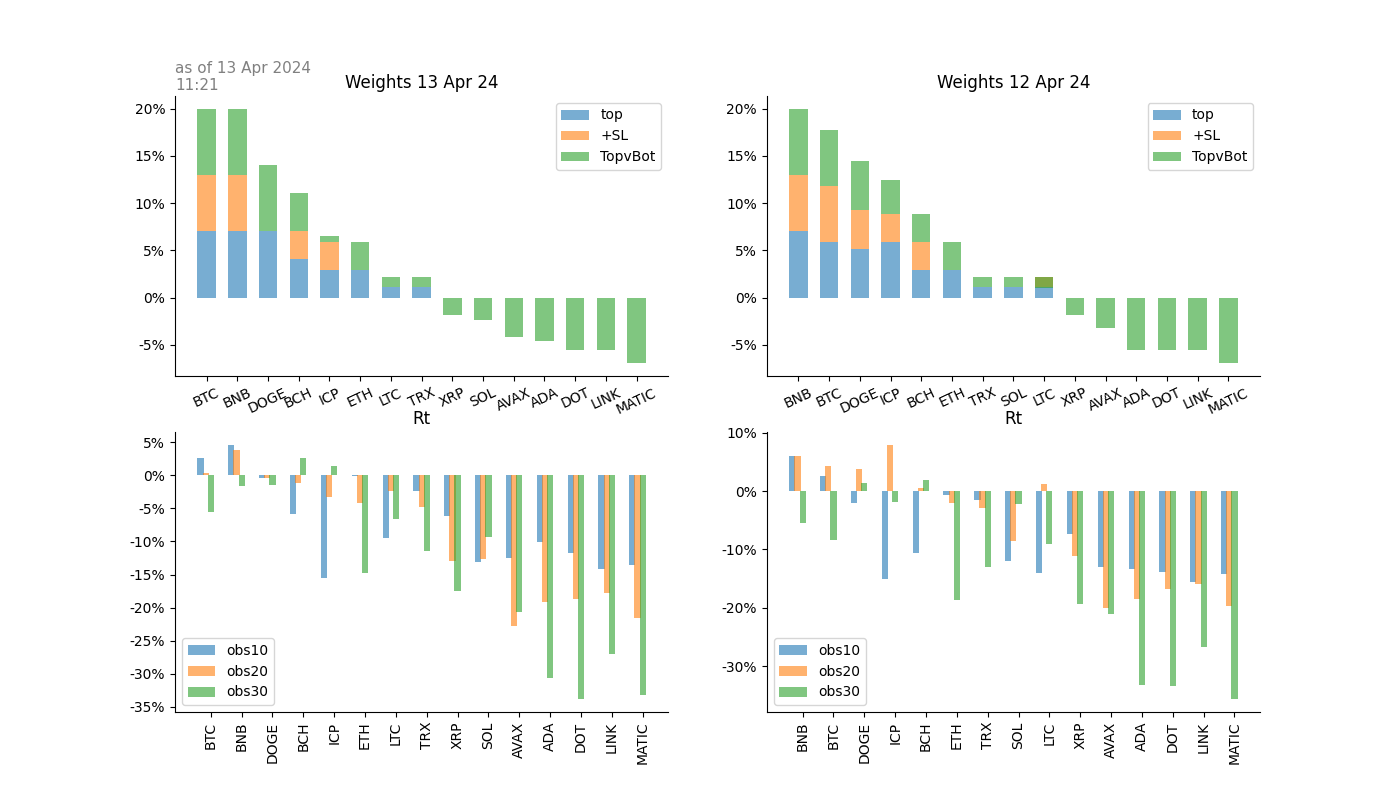 as of 13 Apr 2024
11:21
Weights 13 Apr 24
20%
15%
10%
5%
0%
-5%
top
+SL
TopvBot
BTC BNB DOGE BCH ICP ETH LTC TRX XRP SOL AVAX ADA DOT LINK MATIC
Weights 12 Apr 24
20%
15%
10%
5%
0%
-5%
top
+SL
TopvBot
BNB BTC DOGE ICP BCH ETH TRX SOL LTC XRP AVAX ADA DOT LINK MATIC
Rt
5%
0%
-5%
-10%
-15%
-20%
-25%
-30%
-35%
obs10
obs20
obs30
BTC BNB DOGE BCH ICP ETH LTC TRX XRP SOL AVAX ADA DOT LINK MATIC
Rt
10%
0%
-10%
-20%
-30%
obs10
obs20
obs30
BNB BTC DOGE ICP BCH ETH TRX SOL LTC XRP AVAX ADA DOT LINK MATIC